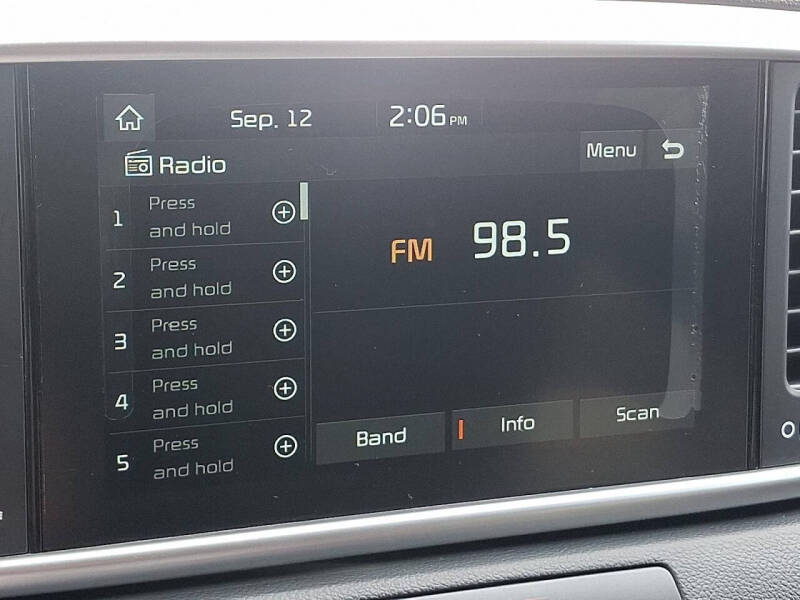 Sep. 12 2:06 PM
Radio Menu
1 Press
and hold
2 Press
and hold
3 Press
and hold
4 Press
and hold
5 Press
and hold
FM 98.5
Band Info Scan